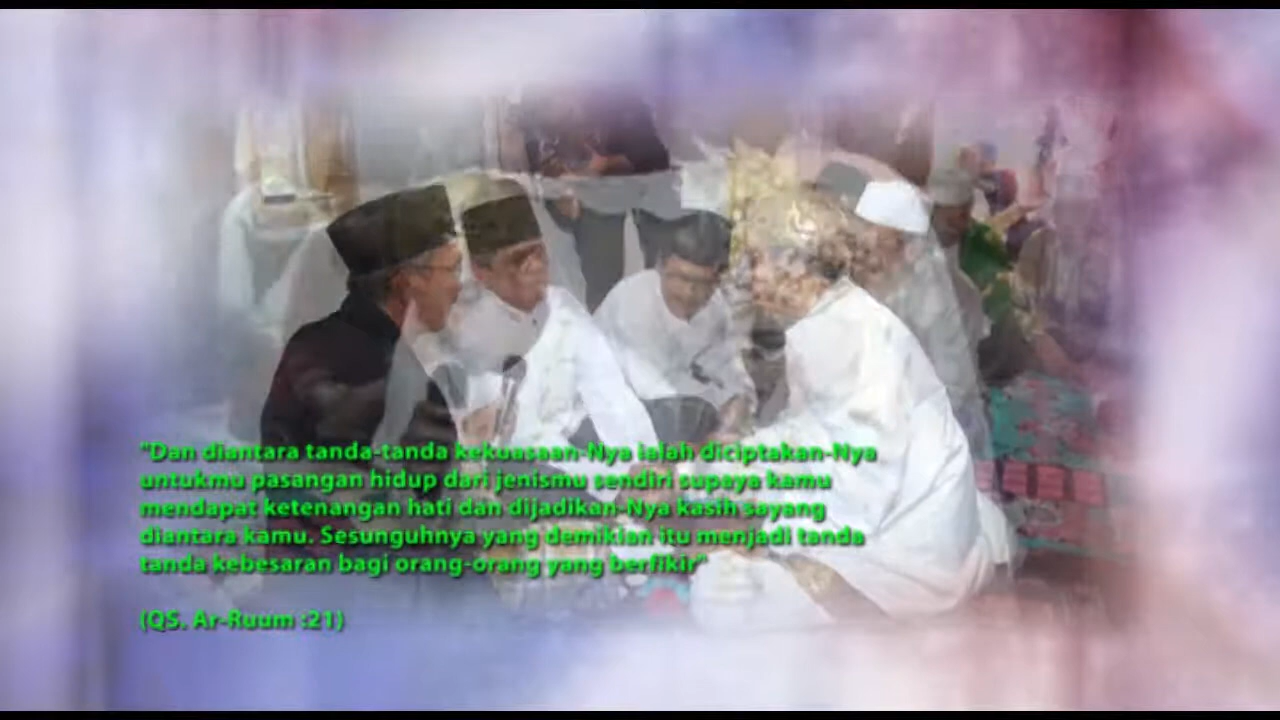 "Dan diantara tanda-tanda kekuasaan-Nya ialah diciptakan-Nya
untukmu pasangan hidup dari jenismu sendiri supaya kamu
mendapat ketenangan hati dan dijadikan-Nya kasih sayang
diantara kamu. Sesunguhnya yang demikian itu menjadi tanda
tanda kebesaran bagi orang-orang yang berfikir"
(QS. Ar-Ruum :21)